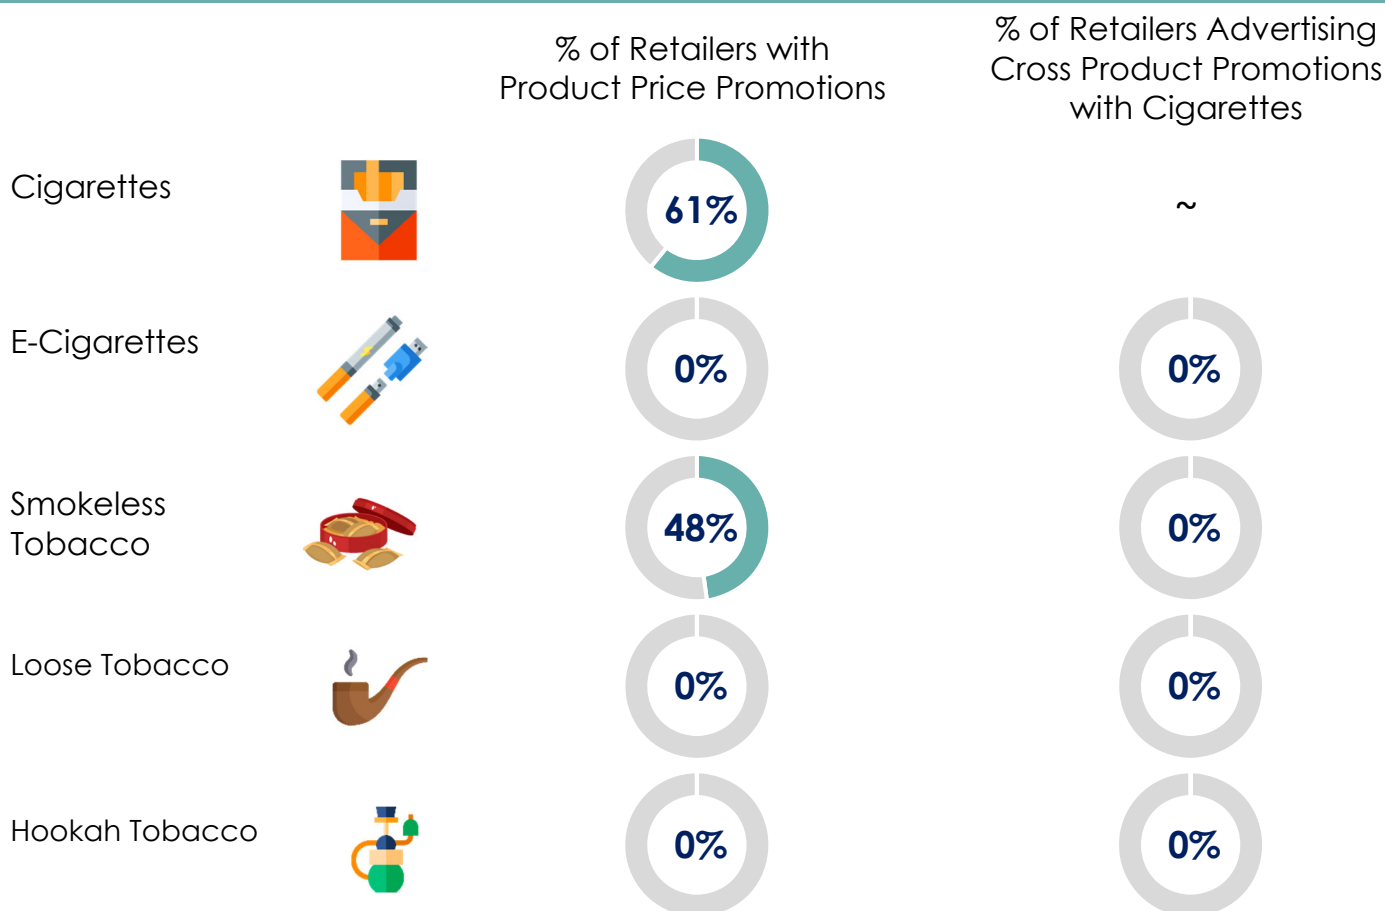 % of Retailers with
Product Price Promotions
% of Retailers Advertising
Cross Product Promotions
with Cigarettes
Cigarettes
61%
~
E-Cigarettes
0%
0%
Smokeless
Tobacco
48%
0%
Loose Tobacco
0%
0%
Hookah Tobacco
0%
0%